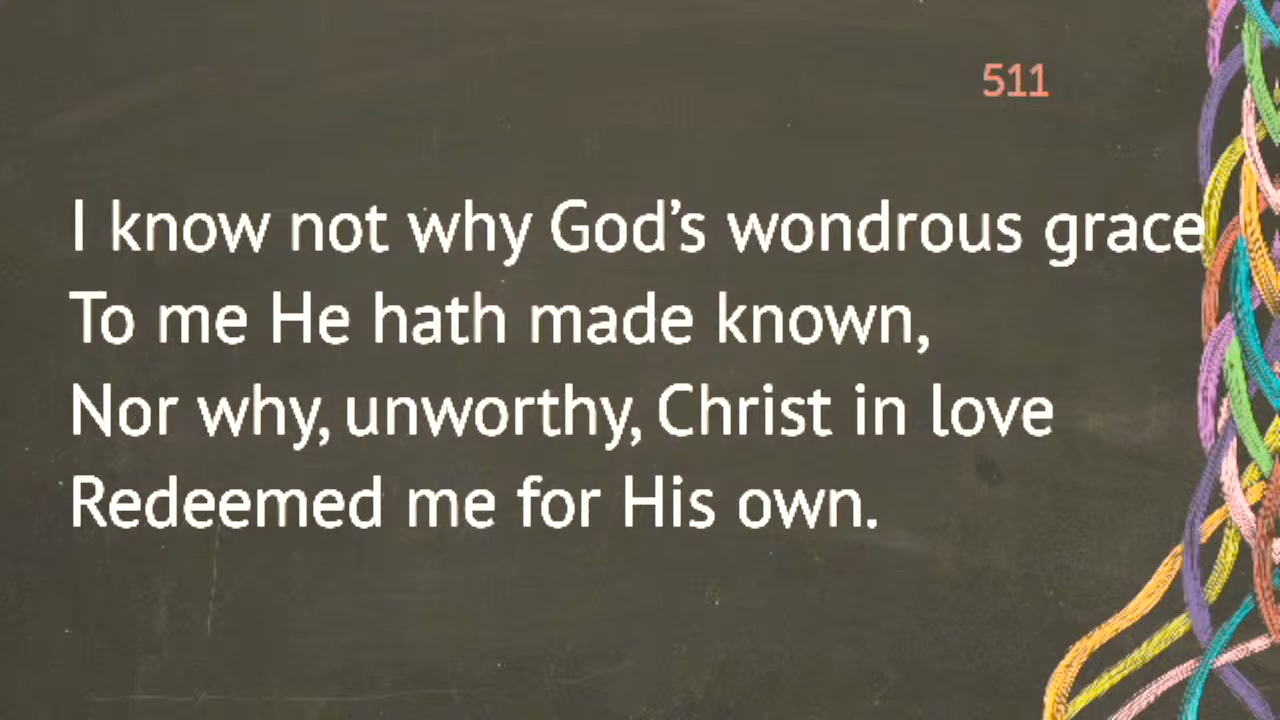 511
I know not why God’s wondrous grace
To me He hath made known,
Nor why, unworthy, Christ in love
Redeemed me for His own.